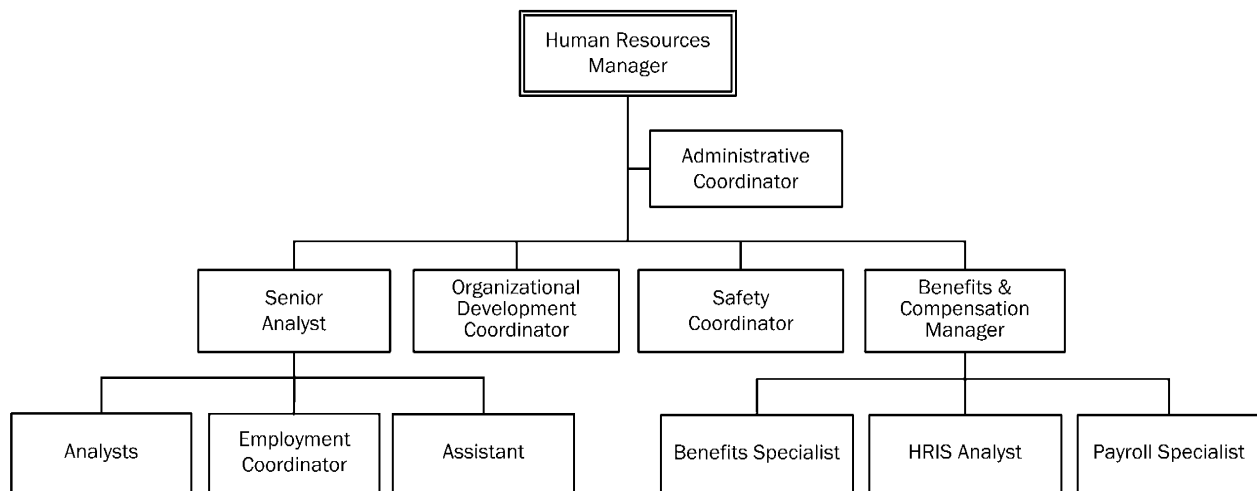 Human Resources
Manager
Administrative
Coordinator
Senior
Analyst
Organizational
Development
Coordinator
Safety
Coordinator
Benefits &
Compensation
Manager
Analysts
Employment
Coordinator
Assistant
Benefits Specialist
HRIS Analyst
Payroll Specialist